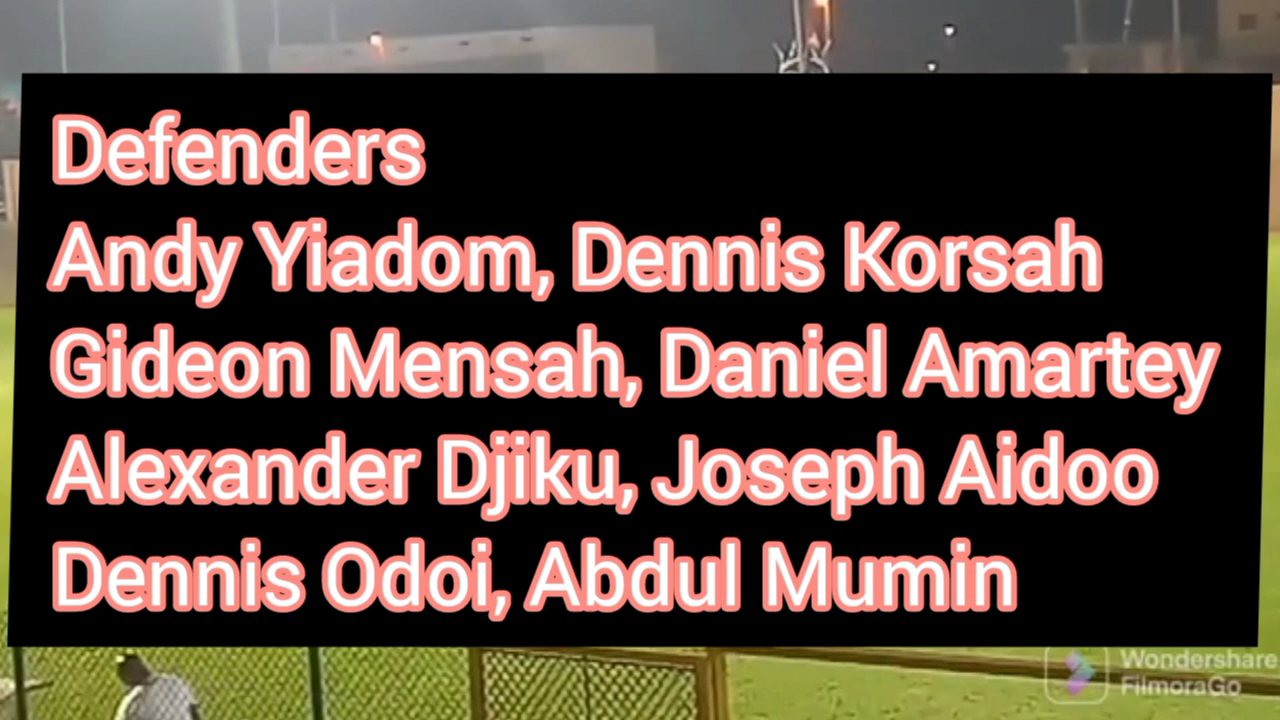 Defenders
Andy Yiadom, Dennis Korsah
Gideon Mensah, Daniel Amartey
Alexander Djiku, Joseph Aidoo
Dennis Odoi, Abdul Mumin
Wondershare
FilmoraGo